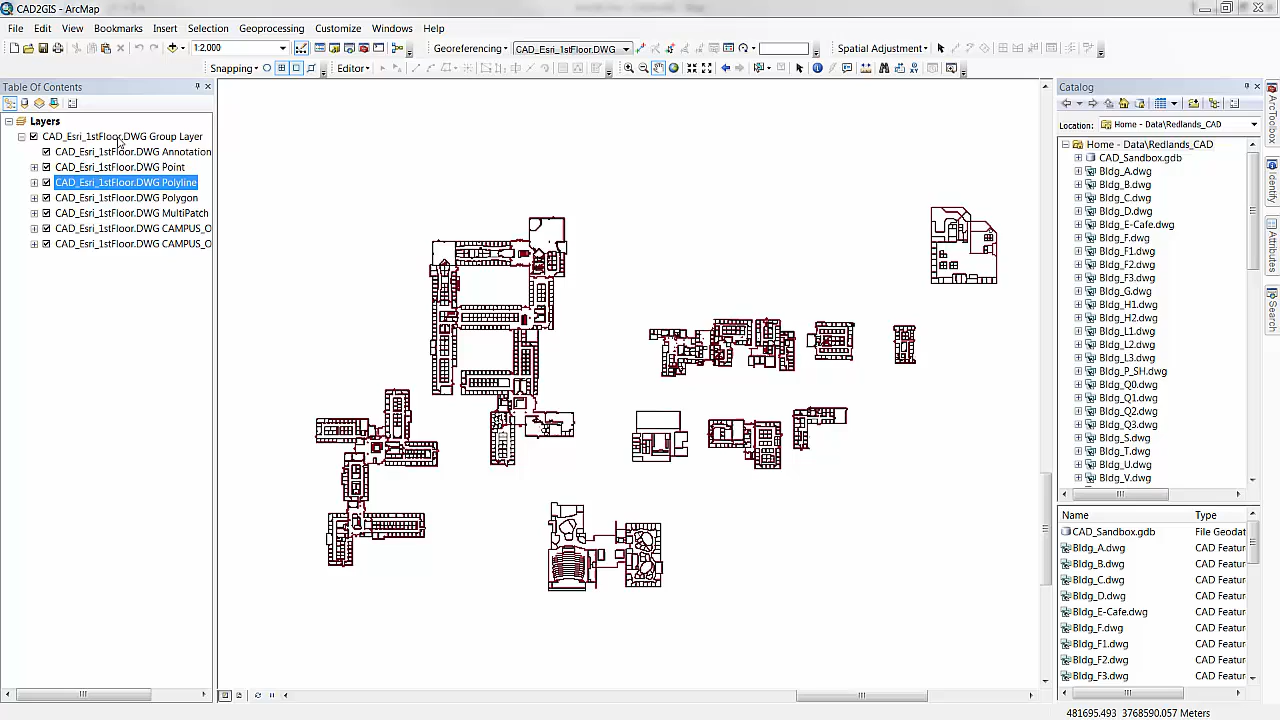 CAD2GIS - ArcMap
File Edit View Bookmarks Insert Selection Geoprocessing Customize Windows Help
1:2,000 Georeferencing CAD_Esri_1stFloor.DWG Spatial Adjustment
Snapping Editor
Table Of Contents
Layers
CAD_Esri_1stFloor.DWG Group Layer
CAD_Esri_1stFloor.DWG Annotation
CAD_Esri_1stFloor.DWG Point
CAD_Esri_1stFloor.DWG Polyline
CAD_Esri_1stFloor.DWG Polygon
CAD_Esri_1stFloor.DWG MultiPatch
CAD_Esri_1stFloor.DWG CAMPUS_O
CAD_Esri_1stFloor.DWG CAMPUS_O
Catalog
Location: Home - Data\Redlands_CAD
Home - Data\Redlands_CAD
CAD_Sandbox.gdb
Bldg_A.dwg
Bldg_B.dwg
Bldg_C.dwg
Bldg_D.dwg
Bldg_E-Cafe.dwg
Bldg_F.dwg
Bldg_F1.dwg
Bldg_F2.dwg
Bldg_F3.dwg
Bldg_G.dwg
Bldg_H1.dwg
Bldg_H2.dwg
Bldg_L1.dwg
Bldg_L2.dwg
Bldg_L3.dwg
Bldg_P_SH.dwg
Bldg_Q0.dwg
Bldg_Q1.dwg
Bldg_Q2.dwg
Bldg_Q3.dwg
Bldg_S.dwg
Bldg_T.dwg
Bldg_U.dwg
Bldg_V.dwg
Name Type
CAD_Sandbox.gdb File Geodat
Bldg_A.dwg CAD Featur
Bldg_B.dwg CAD Featur
Bldg_C.dwg CAD Featur
Bldg_D.dwg CAD Featur
Bldg_E-Cafe.dwg CAD Featur
Bldg_F.dwg CAD Featur
Bldg_F1.dwg CAD Featur
Bldg_F2.dwg CAD Featur
Bldg_F3.dwg CAD Featur
ArcToolbox
Identify
Attributes
Search
481695.493 3768590.057 Meters